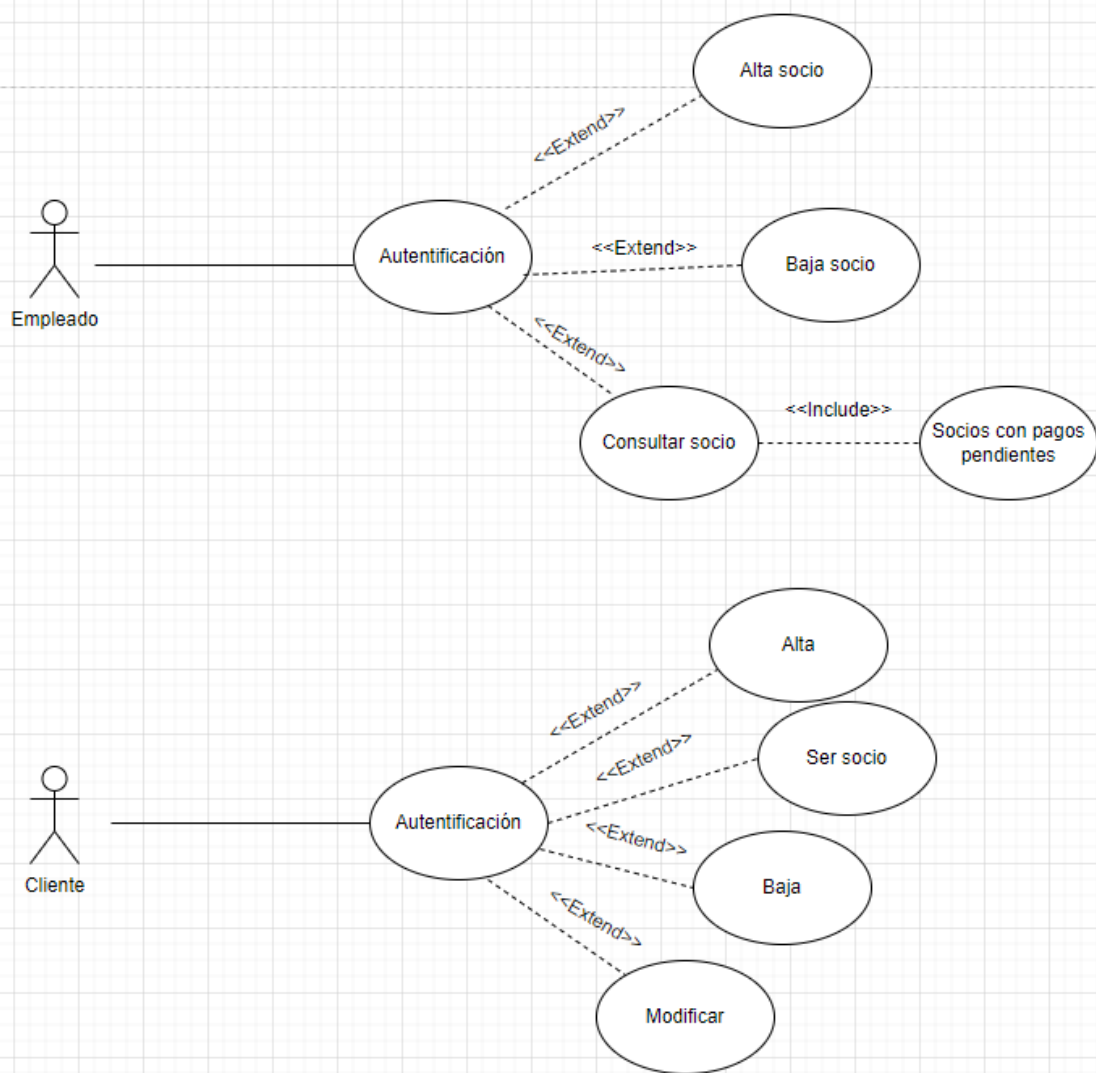 Alta socio
<<Extend>>
Autentificación
<<Extend>>
Baja socio
Empleado
<<Extend>>
Consultar socio
<<Include>>
Socios con pagos
pendientes
Alta
<<Extend>>
Ser socio
<<Extend>>
Autentificación
<<Extend>>
Cliente
Baja
<<Extend>>
Modificar